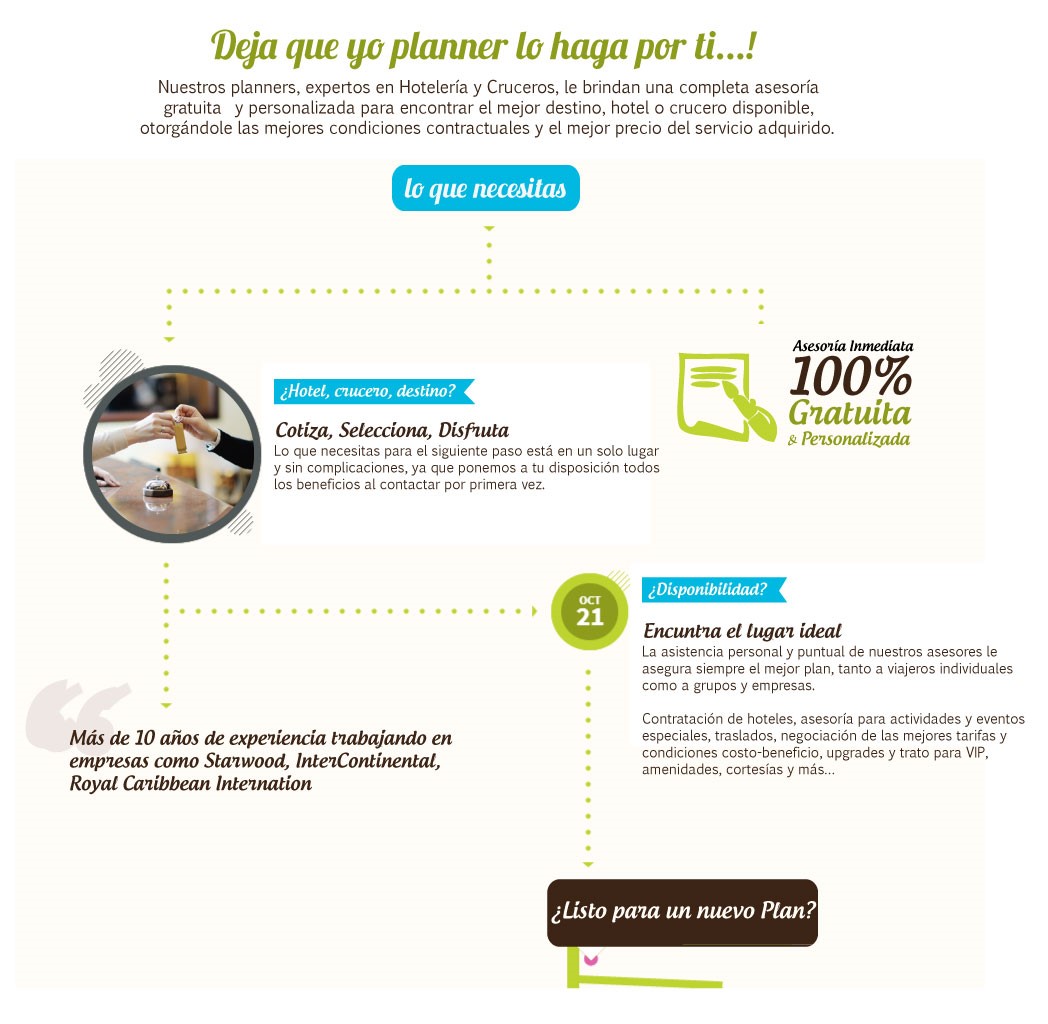 Deja que yo planner lo haga por ti...!
Nuestros planners, expertos en Hotelería y Cruceros, le brindan una completa asesoría
gratuita y personalizada para encontrar el mejor destino, hotel o crucero disponible,
otorgándole las mejores condiciones contractuales y el mejor precio del servicio adquirido.
lo que necesitas
Asesoría Inmediata
100%
Gratuita
& Personalizada
¿Hotel, crucero, destino?
Cotiza, Selecciona, Disfruta
Lo que necesitas para el siguiente paso está en un solo lugar
y sin complicaciones, ya que ponemos a tu disposición todos
los beneficios al contactar por primera vez.
OCT
21
¿Disponibilidad?
Encuntra el lugar ideal
La asistencia personal y puntual de nuestros asesores le
asegura siempre el mejor plan, tanto a viajeros individuales
como a grupos y empresas.
Contratación de hoteles, asesoría para actividades y eventos
especiales, traslados, negociación de las mejores tarifas y
condiciones costo-beneficio, upgrades y trato para VIP,
amenidades, cortesías y más...
“
Más de 10 años de experiencia trabajando en
empresas como Starwood, InterContinental,
Royal Caribbean Internation
¿Listo para un nuevo Plan?